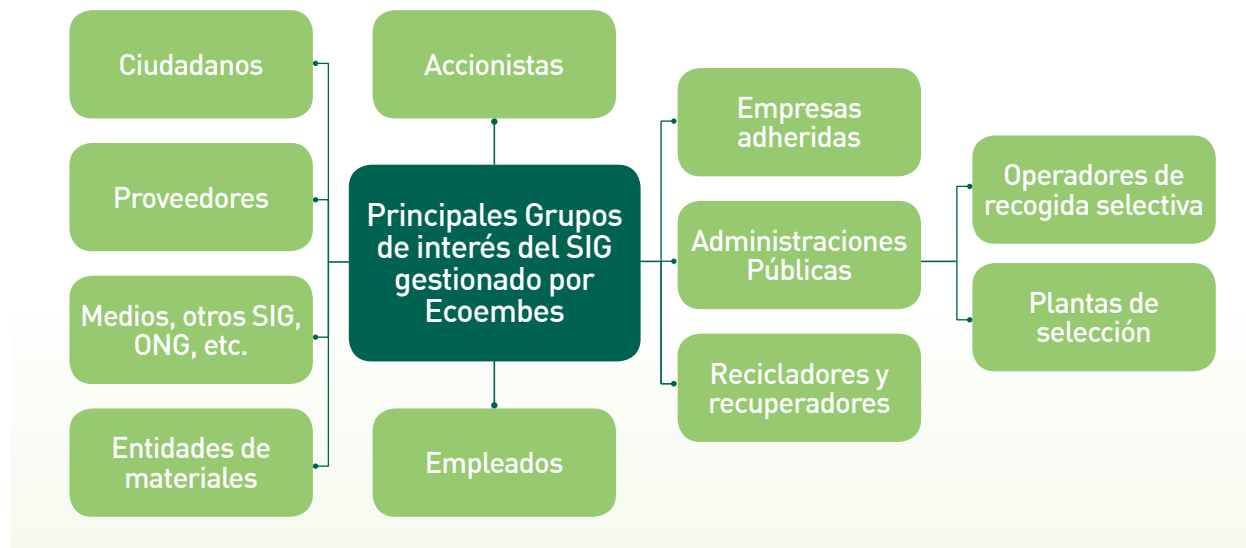 Ciudadanos
Proveedores
Medios, otros SIG,
ONG, etc.
Entidades de
materiales
Accionistas
Principales Grupos
de interés del SIG
gestionado por
Ecoembes
Empleados
Empresas
adheridas
Administraciones
Públicas
Recicladores y
recuperadores
Operadores de
recogida selectiva
Plantas de
selección